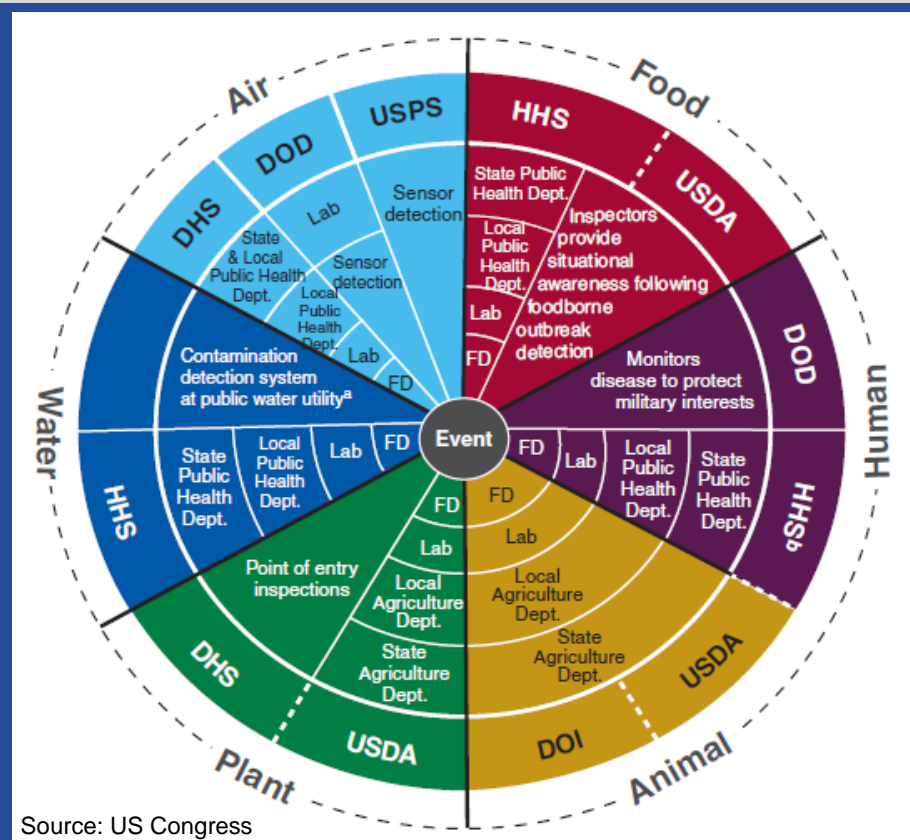 Air
USPS
DOD
DHS
Sensor
detection
Lab
Sensor
detection
State
& Local
Public Health
Dept.
Local
Public
Health
Dept.
Lab
FD
Food
HHS
USDA
State Public
Health Dept.
Local
Public
Health
Dept.
Lab
FD
Inspectors
provide
situational
awareness following
foodborne
outbreak
detection
Human
DOD
HHSb
Monitors
disease to protect
military interests
FD
Lab
Local
Public
Health
Dept.
State
Public
Health
Dept.
Event
Water
HHS
Contamination
detection system
at public water utilitya
State
Public
Health
Dept.
Local
Public
Health
Dept.
Lab
FD
Plant
DHS
USDA
Point of entry
inspections
FD
Lab
Local
Agriculture
Dept.
State
Agriculture
Dept.
Animal
DOI
USDA
FD
Lab
Local
Agriculture
Dept.
State
Agriculture
Dept.
Source: US Congress